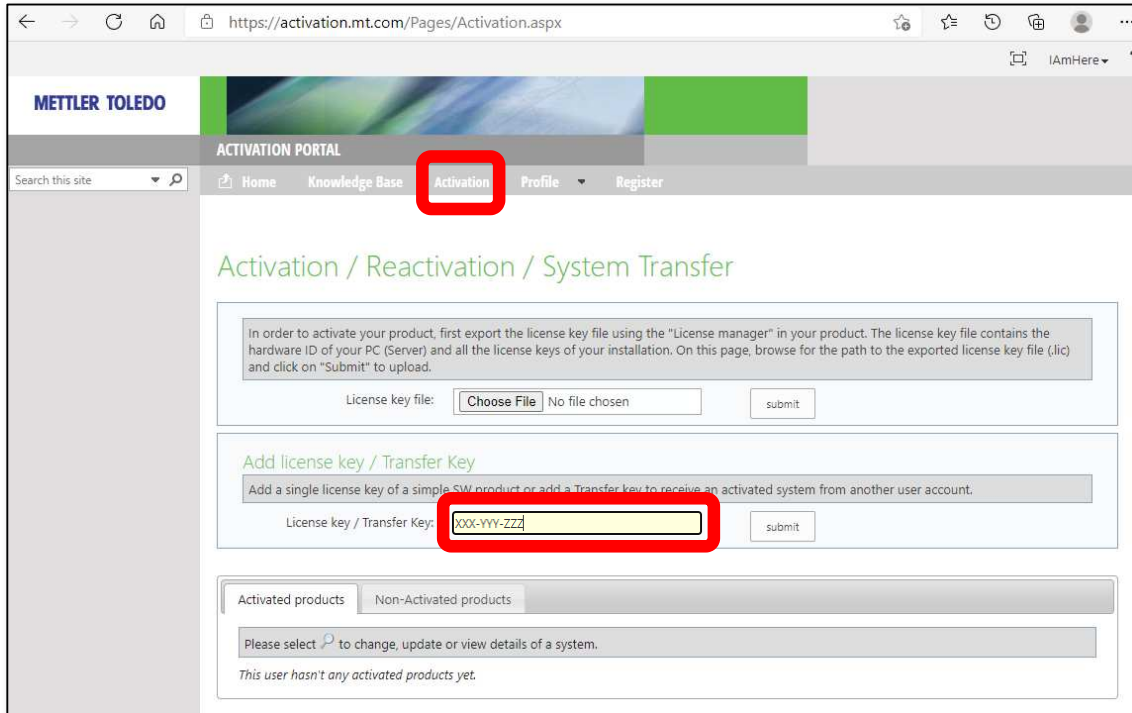 https://activation.mt.com/Pages/Activation.aspx
IAmHere
METTLER TOLEDO
ACTIVATION PORTAL
Search this site
Home Knowledge Base Activation Profile Register
Activation / Reactivation / System Transfer
In order to activate your product, first export the license key file using the "License manager" in your product. The license key file contains the
hardware ID of your PC (Server) and all the license keys of your installation. On this page, browse for the path to the exported license key file (.lic)
and click on "Submit" to upload.
License key file: Choose File No file chosen submit
Add license key / Transfer Key
Add a single license key of a simple SW product or add a Transfer key to receive an activated system from another user account.
License key / Transfer Key: XXX-YYY-ZZZ submit
Activated products Non-Activated products
Please select to change, update or view details of a system.
This user hasn't any activated products yet.